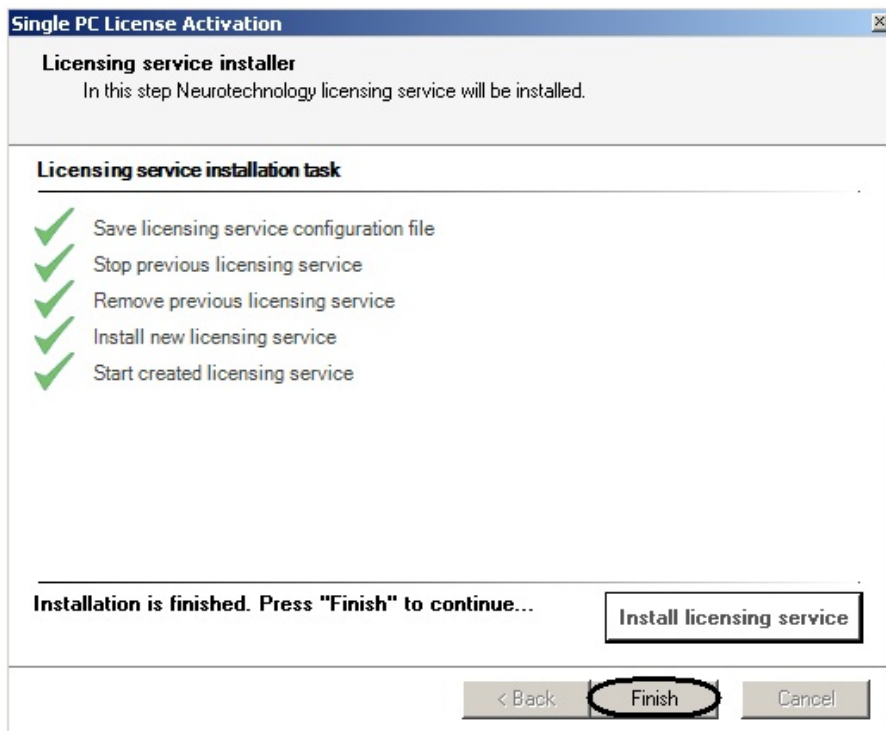 Single PC License Activation
Licensing service installer
In this step Neurotechnology licensing service will be installed.
Licensing service installation task
Save licensing service configuration file
Stop previous licensing service
Remove previous licensing service
Install new licensing service
Start created licensing service
Installation is finished. Press "Finish" to continue...
Install licensing service
< Back
Finish
Cancel